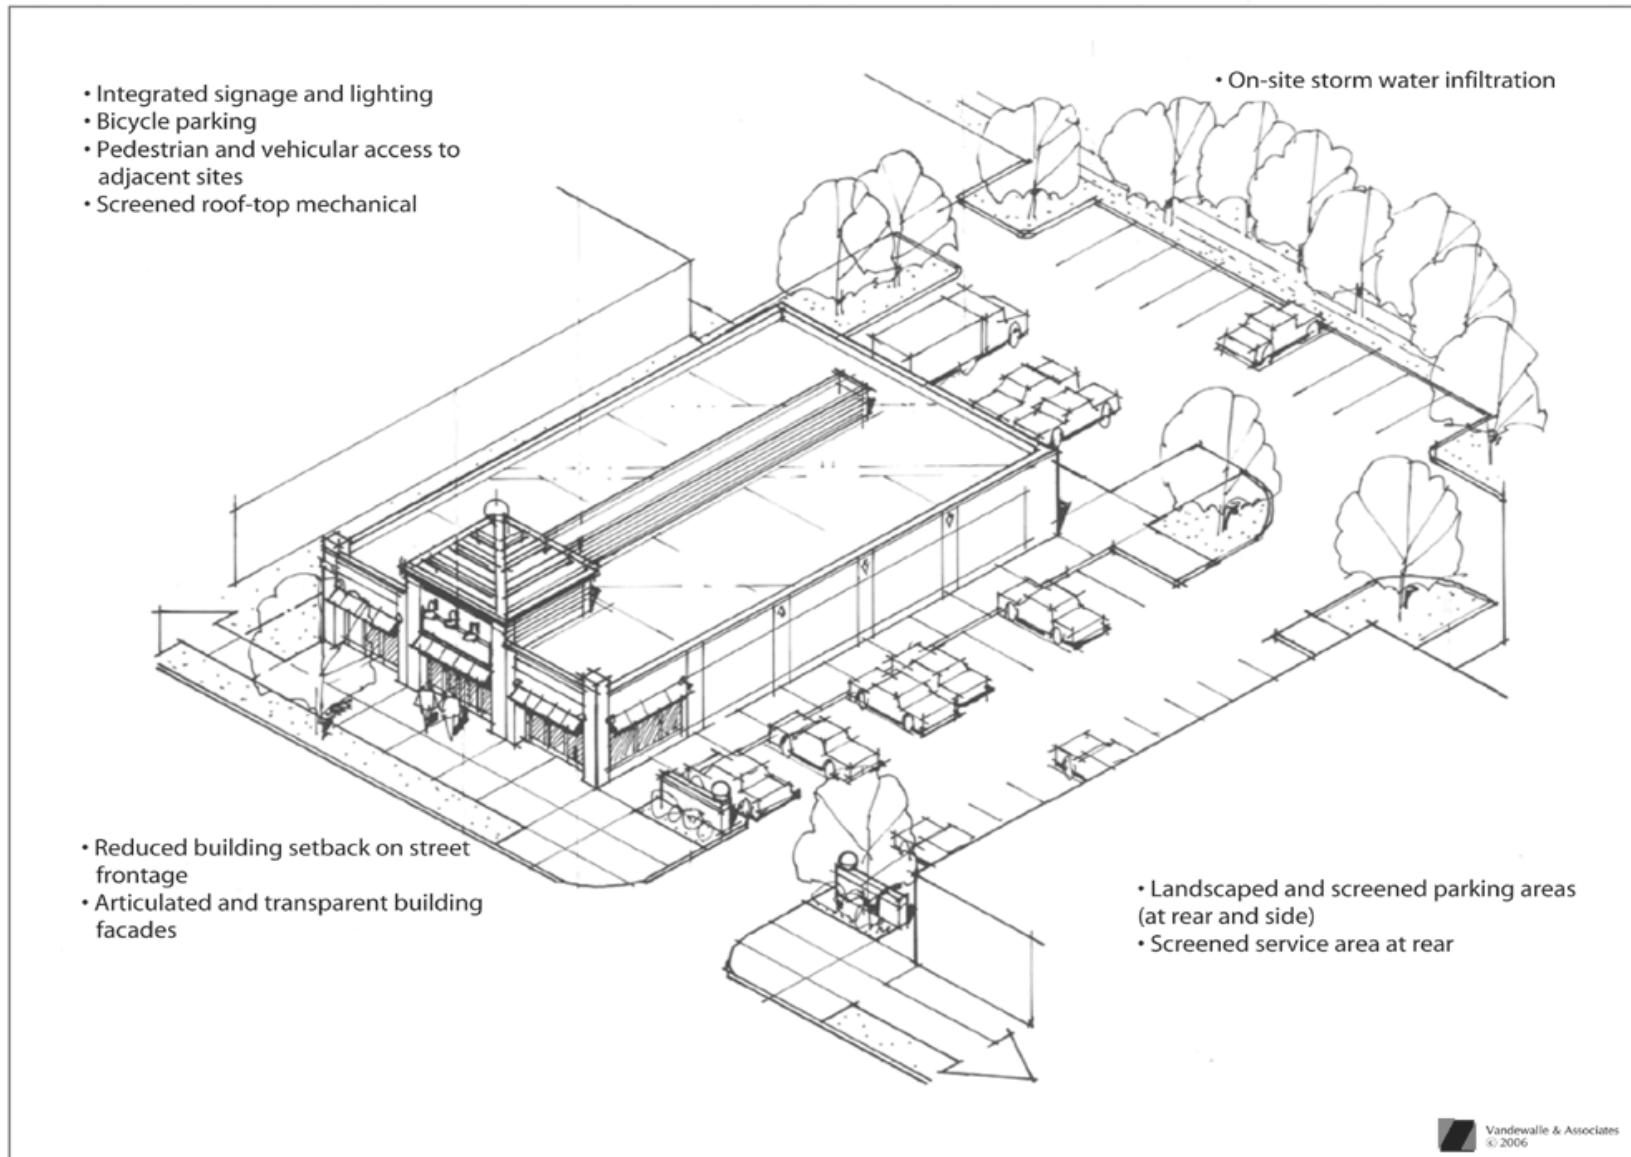 • Integrated signage and lighting
• Bicycle parking
• Pedestrian and vehicular access to
adjacent sites
• Screened roof-top mechanical
• On-site storm water infiltration
• Reduced building setback on street
frontage
• Articulated and transparent building
facades
• Landscaped and screened parking areas
(at rear and side)
• Screened service area at rear
Vandewalle & Associates
© 2006